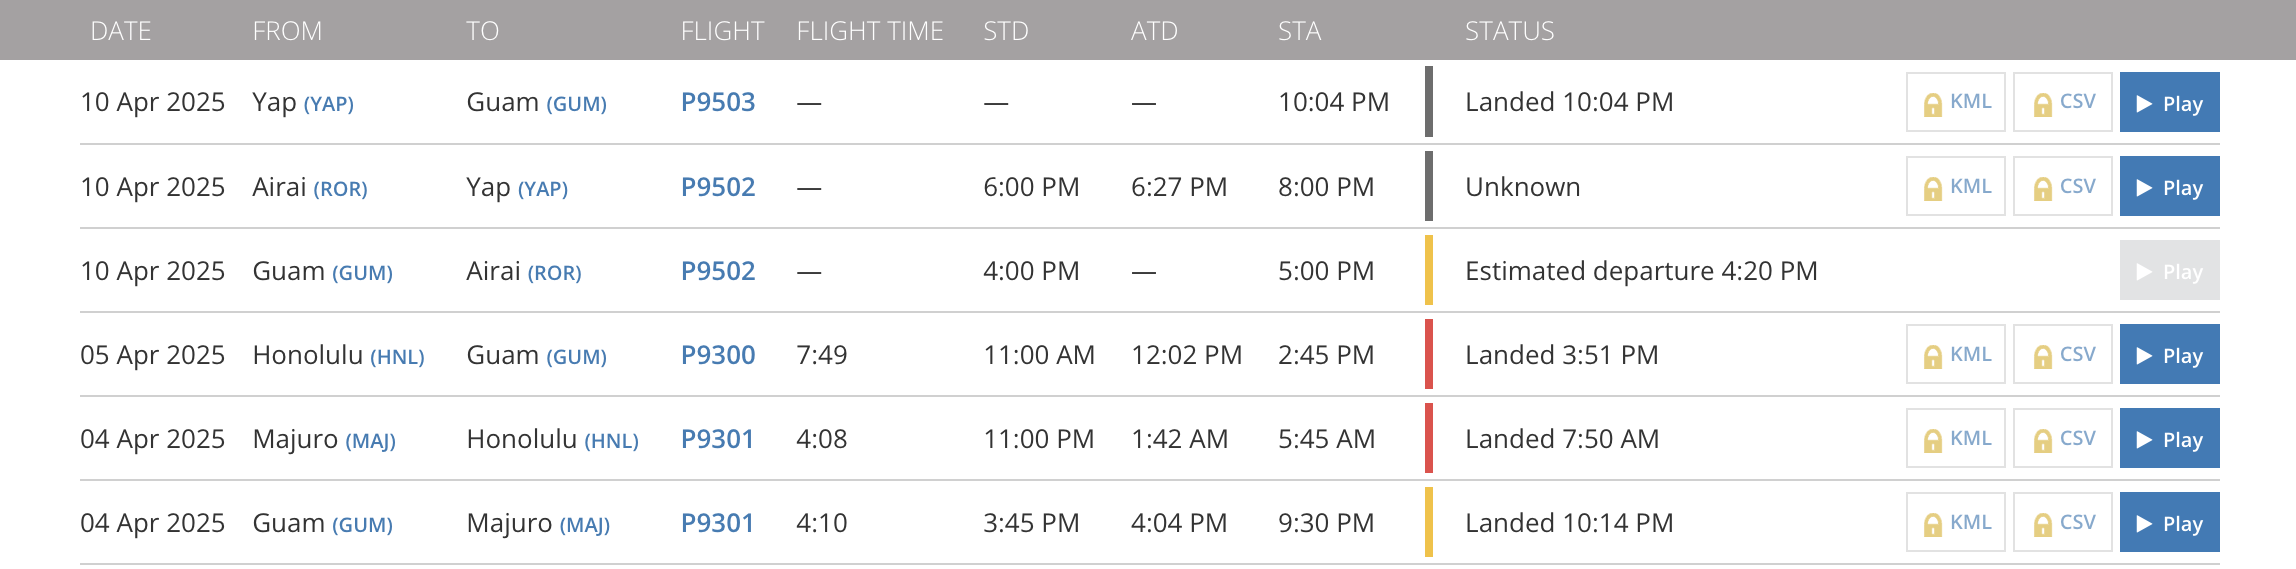 DATE FROM TO FLIGHT FLIGHT TIME STD ATD STA STATUS
10 Apr 2025 Yap (YAP) Guam (GUM) P9503 — — — 10:04 PM Landed 10:04 PM KML CSV Play
10 Apr 2025 Airai (ROR) Yap (YAP) P9502 — 6:00 PM 6:27 PM 8:00 PM Unknown KML CSV Play
10 Apr 2025 Guam (GUM) Airai (ROR) P9502 — 4:00 PM — 5:00 PM Estimated departure 4:20 PM Play
05 Apr 2025 Honolulu (HNL) Guam (GUM) P9300 7:49 11:00 AM 12:02 PM 2:45 PM Landed 3:51 PM KML CSV Play
04 Apr 2025 Majuro (MAJ) Honolulu (HNL) P9301 4:08 11:00 PM 1:42 AM 5:45 AM Landed 7:50 AM KML CSV Play
04 Apr 2025 Guam (GUM) Majuro (MAJ) P9301 4:10 3:45 PM 4:04 PM 9:30 PM Landed 10:14 PM KML CSV Play